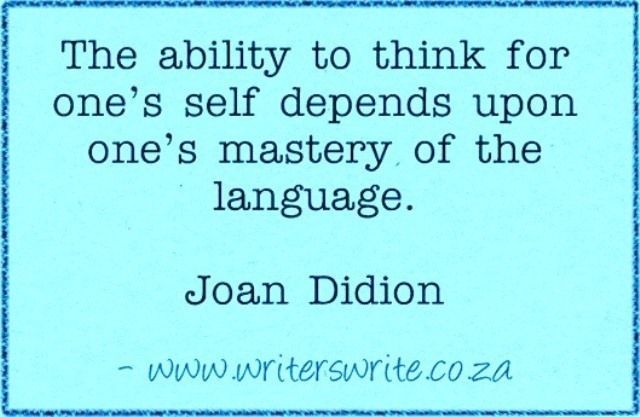 The ability to think for
one's self depends upon
one's mastery of the
language.
Joan Didion
- www.writerswrite.co.za